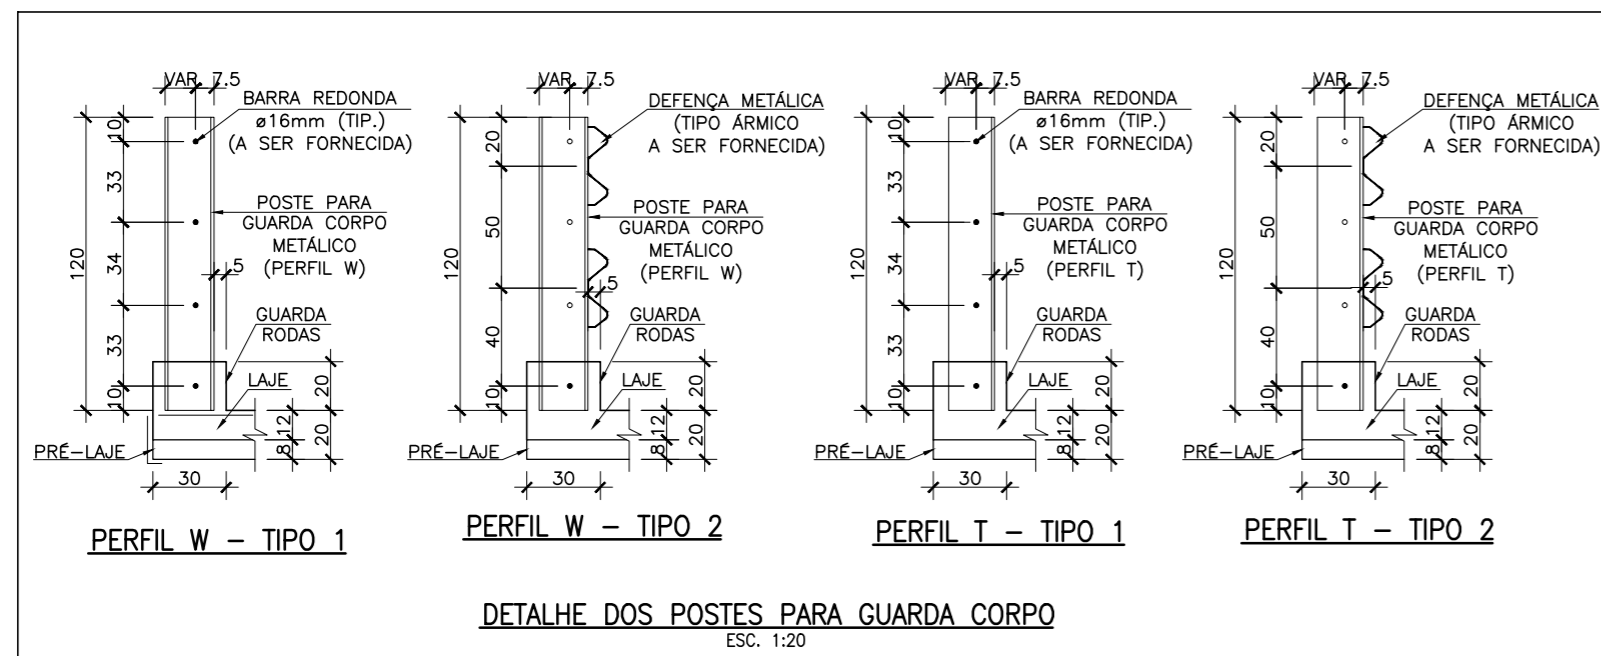 VAR 7.5
BARRA REDONDA
ø16mm (TIP.)
(A SER FORNECIDA)
10
33
34
33
10
120
POSTE PARA
GUARDA CORPO
METÁLICO
(PERFIL W)
5
GUARDA
RODAS
LAJE
20
12
8
20
PRÉ-LAJE
30
PERFIL W - TIPO 1
VAR 7.5
DEFENÇA METÁLICA
(TIPO ÁRMICO
A SER FORNECIDA)
20
50
40
10
120
POSTE PARA
GUARDA CORPO
METÁLICO
(PERFIL W)
5
GUARDA
RODAS
LAJE
20
12
8
20
PRÉ-LAJE
30
PERFIL W - TIPO 2
VAR 7.5
BARRA REDONDA
ø16mm (TIP.)
(A SER FORNECIDA)
10
33
34
33
10
120
POSTE PARA
GUARDA CORPO
METÁLICO
(PERFIL T)
5
GUARDA
RODAS
LAJE
20
12
8
20
PRÉ-LAJE
30
PERFIL T - TIPO 1
VAR 7.5
DEFENÇA METÁLICA
(TIPO ÁRMICO
A SER FORNECIDA)
20
50
40
10
120
POSTE PARA
GUARDA CORPO
METÁLICO
(PERFIL T)
5
GUARDA
RODAS
LAJE
20
12
8
20
PRÉ-LAJE
30
PERFIL T - TIPO 2
DETALHE DOS POSTES PARA GUARDA CORPO
ESC. 1:20